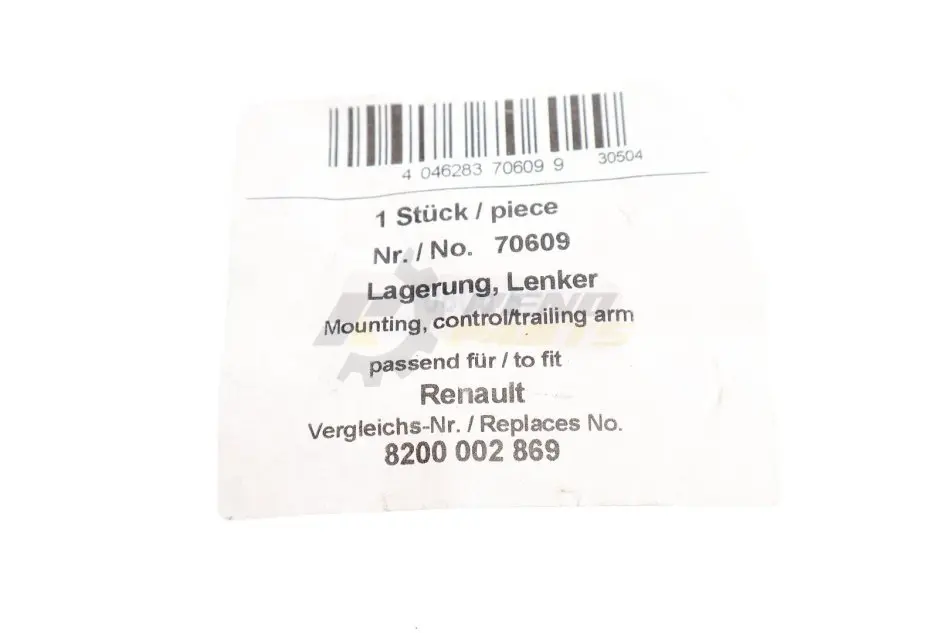 4 046283 70609 9 30504
1 Stück / piece
Nr. / No. 70609
Lagerung, Lenker
Mounting, control/trailing arm
passend für / to fit
Renault
Vergleichs-Nr. / Replaces No.
8200 002 869